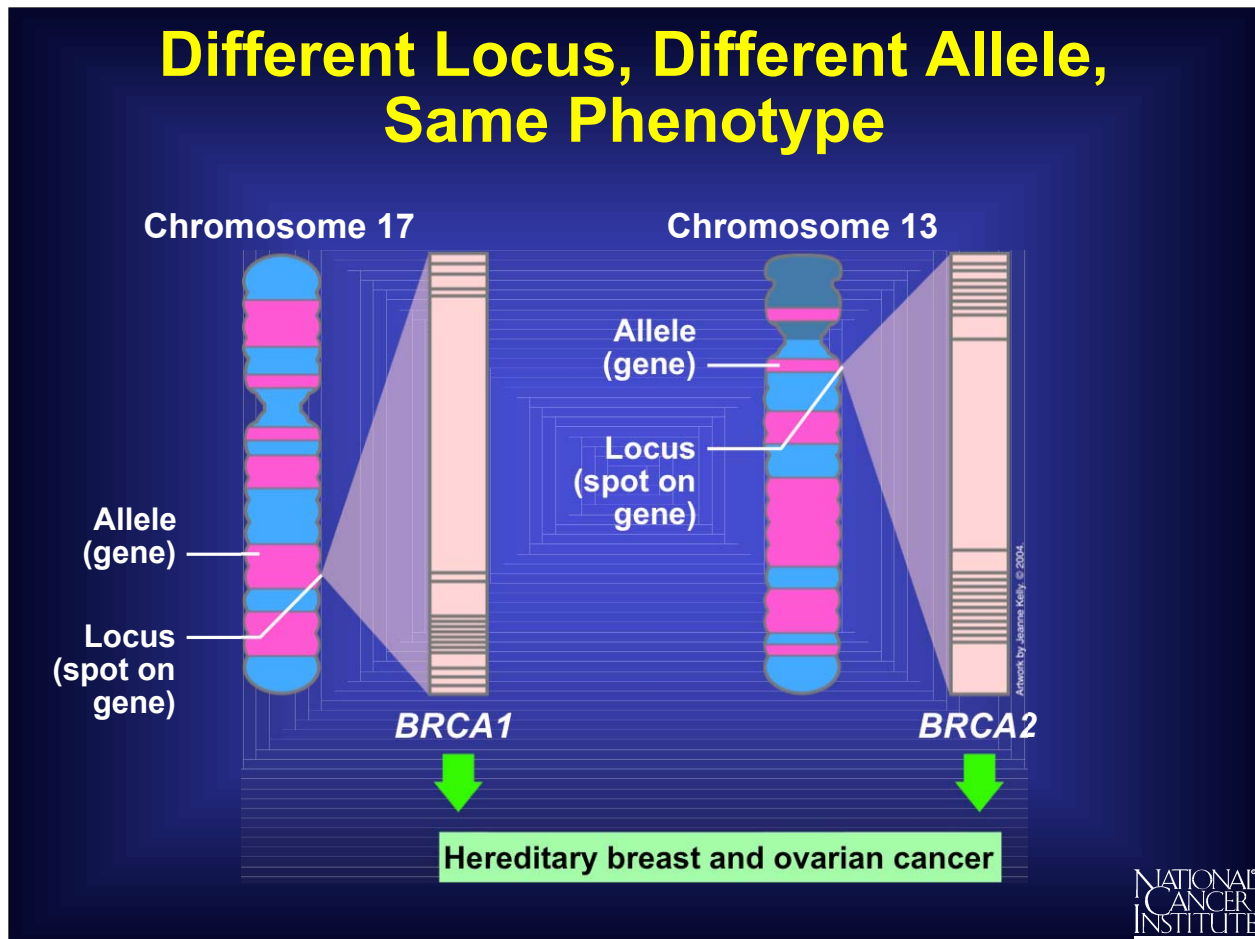 Different Locus, Different Allele,
Same Phenotype
Chromosome 17
Chromosome 13
Allele
(gene)
Locus
(spot on
gene)
Allele
(gene)
Locus
(spot on
gene)
BRCA1
BRCA2
Artwork by Jeanne Kelly. © 2004.
Hereditary breast and ovarian cancer
NATIONAL
CANCER
INSTITUTE